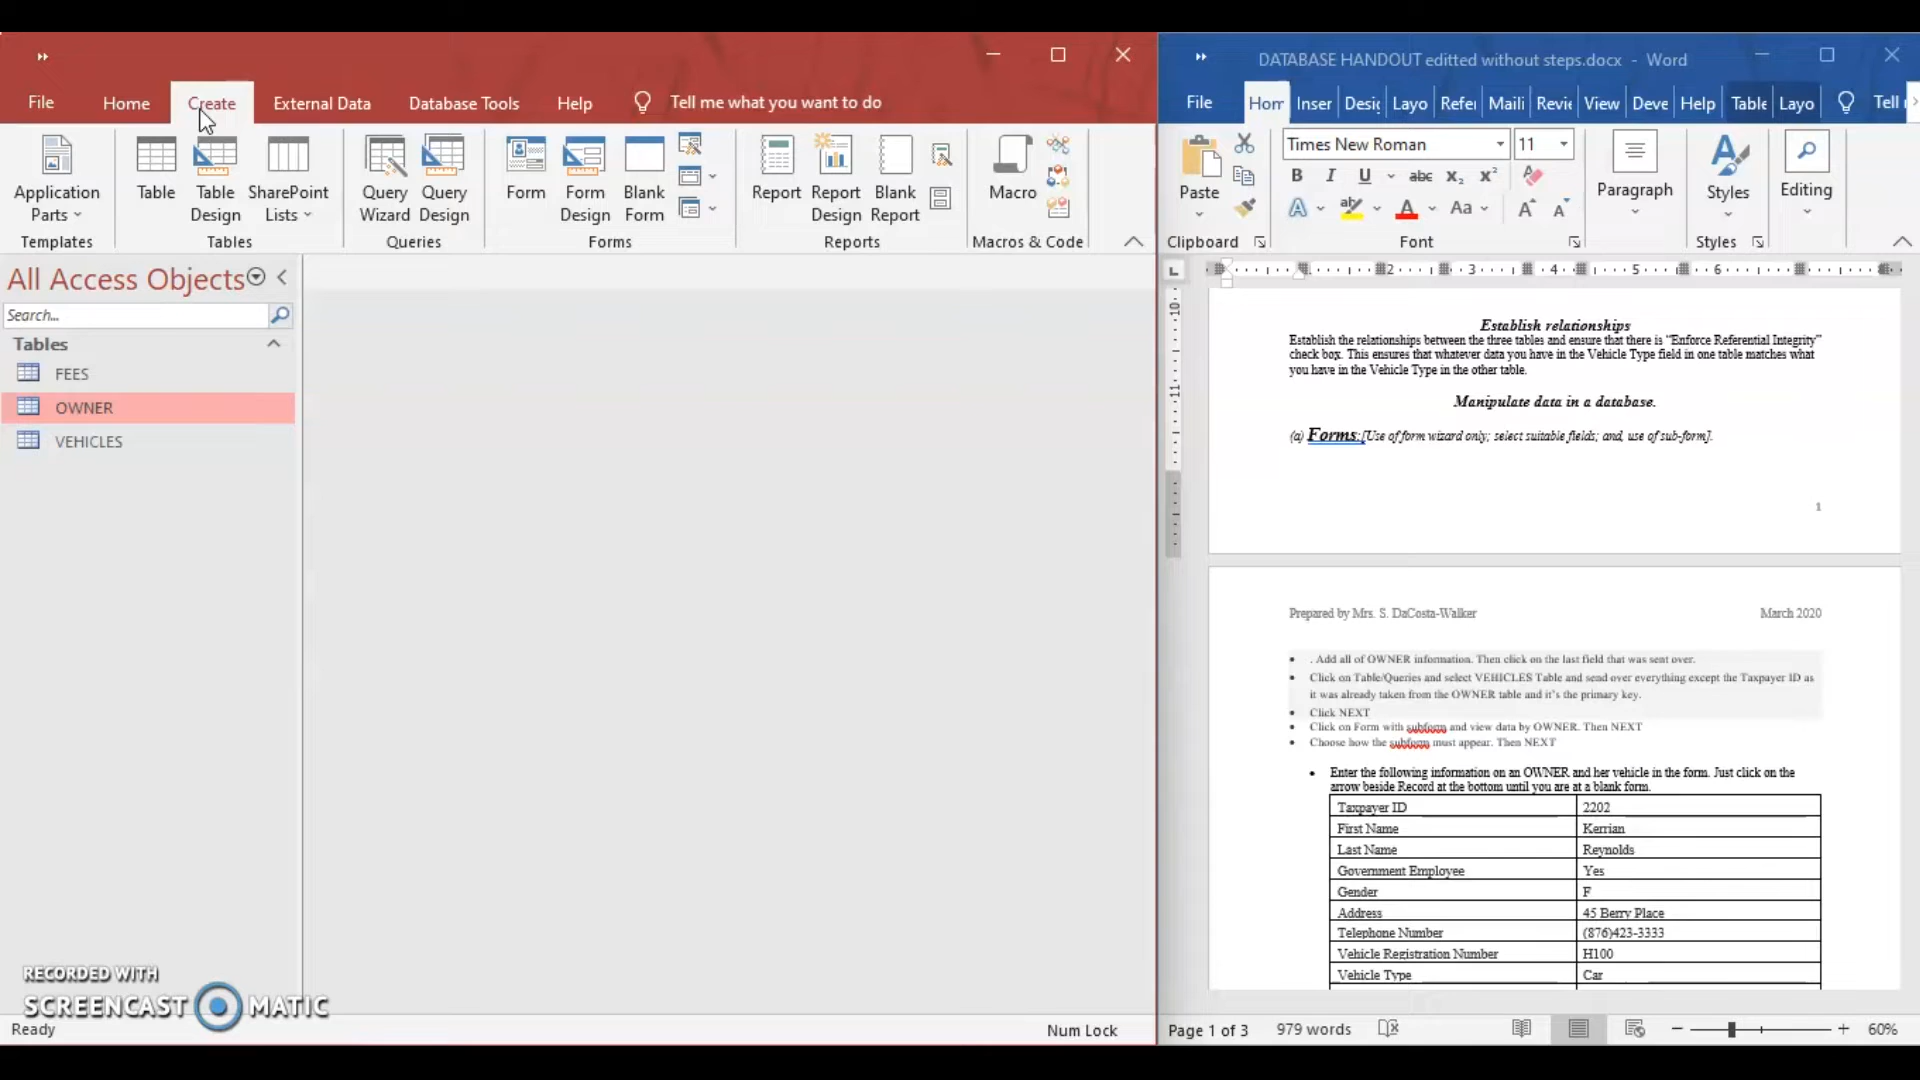 File Home Create External Data Database Tools Help Tell me what you want to do
Application Parts
Table
Table Design
SharePoint Lists
Query Wizard
Query Design
Form
Form Design
Blank Form
Report
Report Design
Blank Report
Macro
Templates Tables Queries Forms Reports Macros & Code
All Access Objects
Search...
Tables
FEES
OWNER
VEHICLES
RECORDED WITH
SCREENCAST MATIC
Ready Num Lock
DATABASE HANDOUT editted without steps.docx - Word
File Hom Inser Desig Layo Refer Maili Revie View Deve Help Table Layo Tell
Paste
Times New Roman 11
B I U abc x₂ x²
A ab A Aa A A
Paragraph
Styles
Editing
Clipboard Font Styles
L 2 3 4 5 6
10
11
Establish relationships
Establish the relationships between the three tables and ensure that there is “Enforce Referential Integrity”
check box. This ensures that whatever data you have in the Vehicle Type field in one table matches what
you have in the Vehicle Type in the other table.
Manipulate data in a database.
(a) Forms:[Use of form wizard only; select suitable fields; and, use of sub-form].
1
Prepared by Mrs. S. DaCosta-Walker March 2020
• . Add all of OWNER information. Then click on the last field that was sent over.
• Click on Table/Queries and select VEHICLES Table and send over everything except the Taxpayer ID as
it was already taken from the OWNER table and it’s the primary key.
• Click NEXT
• Click on Form with subform and view data by OWNER. Then NEXT
• Choose how the subform must appear. Then NEXT
• Enter the following information on an OWNER and her vehicle in the form. Just click on the
arrow beside Record at the bottom until you are at a blank form.
Taxpayer ID 2202
First Name Kerrian
Last Name Reynolds
Government Employee Yes
Gender F
Address 45 Berry Place
Telephone Number (876)423-3333
Vehicle Registration Number H100
Vehicle Type Car
Page 1 of 3 979 words 60%